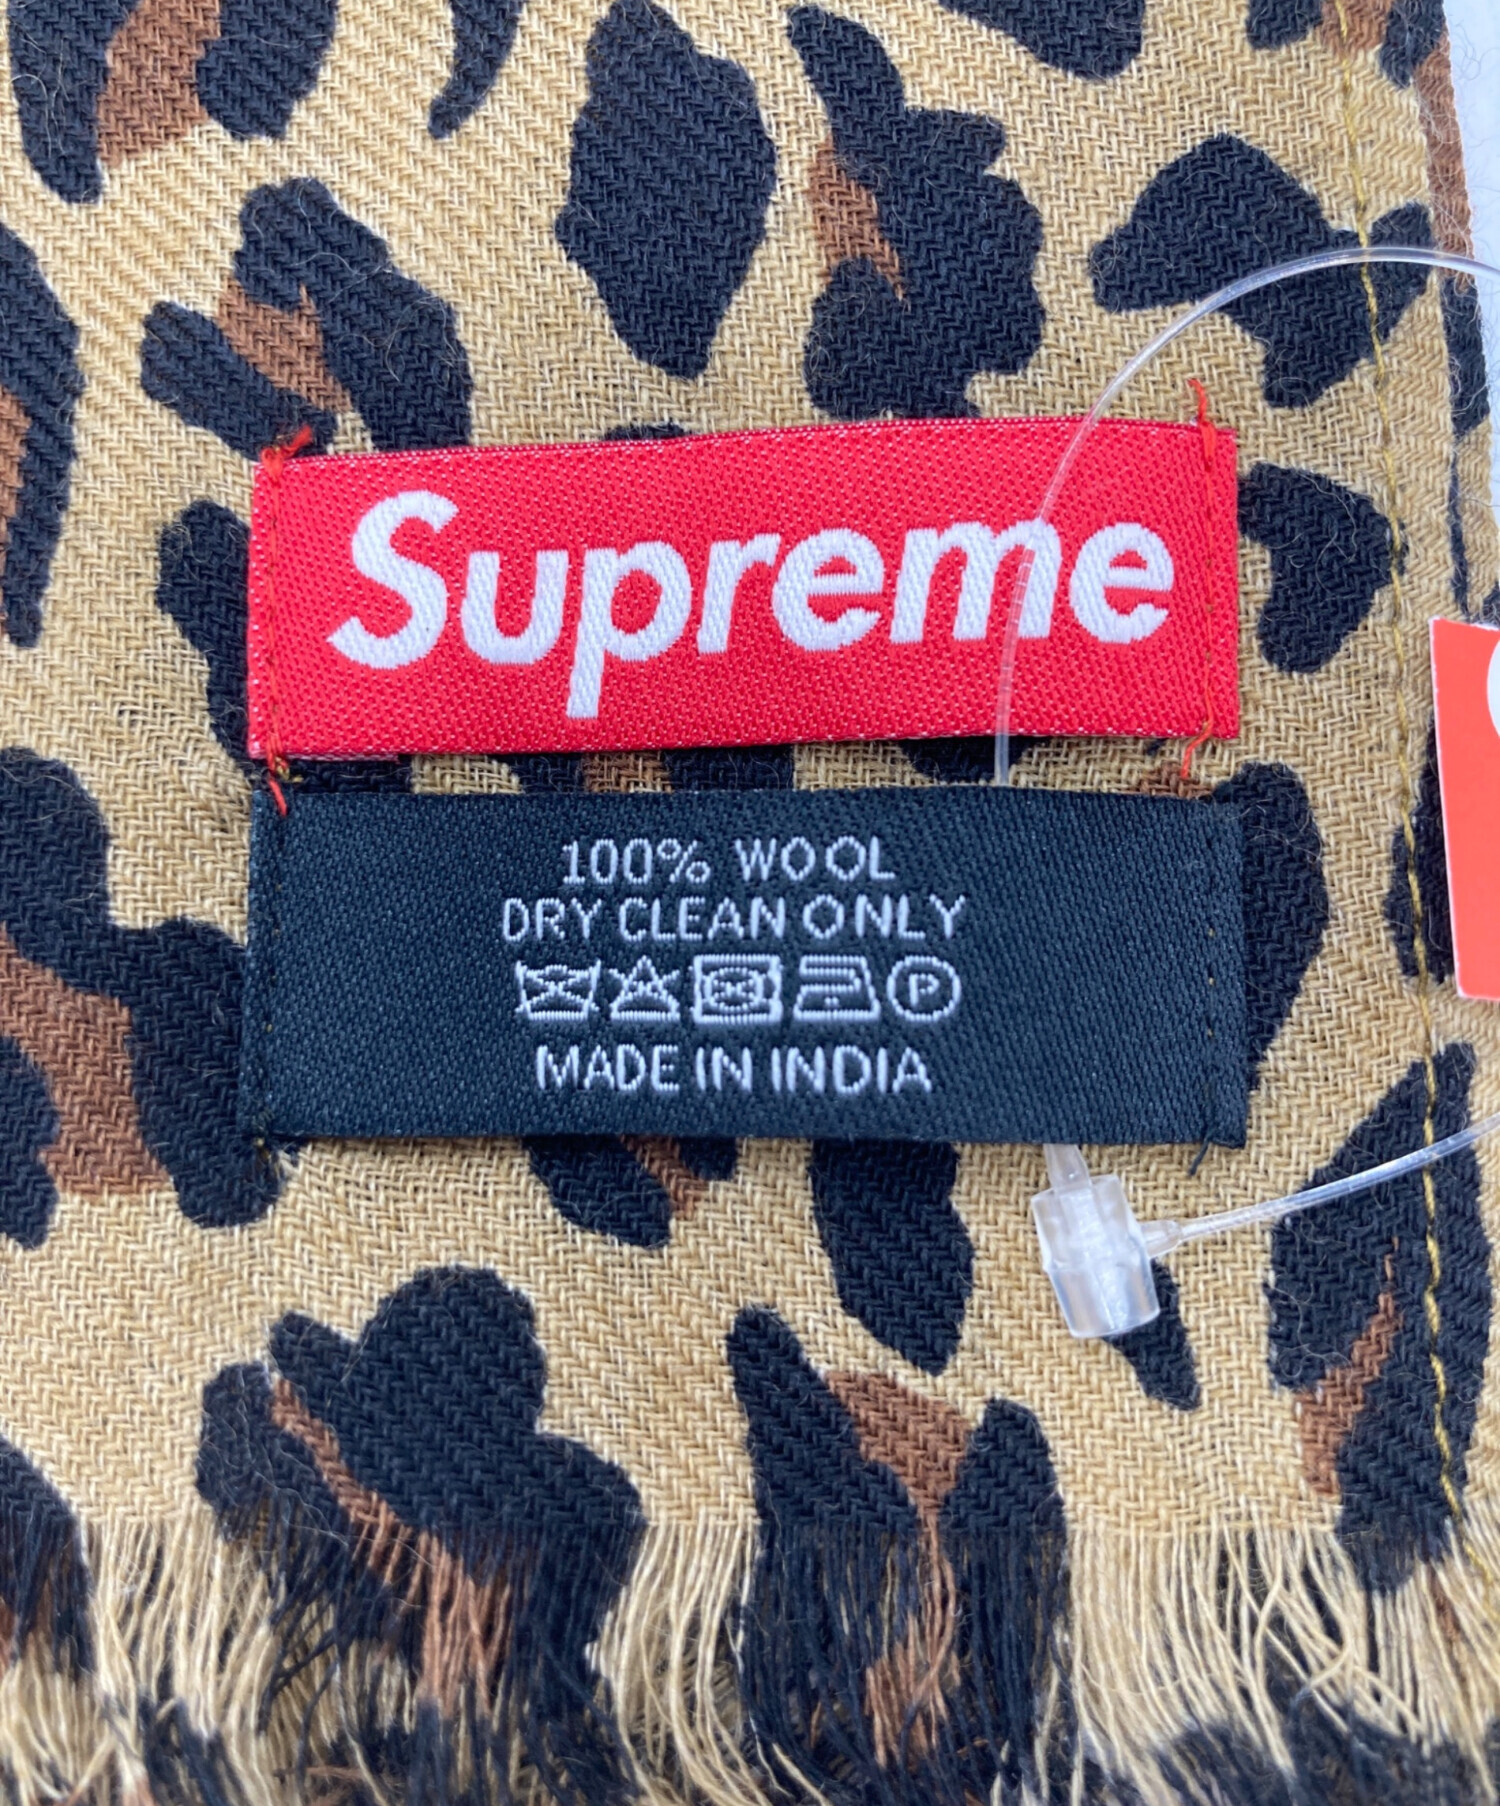 Supreme
100% WOOL
DRY CLEAN ONLY
P
MADE IN INDIA